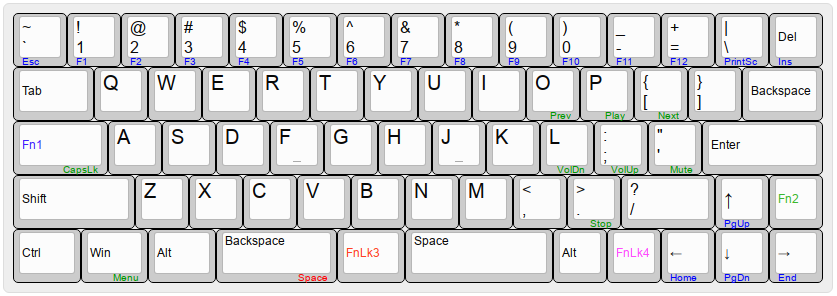 ~ ! @ # $ % ^ & * ( ) _ + | Del
` 1 2 3 4 5 6 7 8 9 0 - = \
Esc F1 F2 F3 F4 F5 F6 F7 F8 F9 F10 F11 F12 PrintSc Ins
Tab Q W E R T Y U I O P { } Backspace
[ ]
Prev Play Next
Fn1 A S D F G H J K L : " Enter
_ _ ; '
CapsLk VolDn VolUp Mute
Shift Z X C V B N M < > ? ↑ Fn2
, . /
Stop PgUp
Ctrl Win Alt Backspace FnLk3 Space Alt FnLk4 ← ↓ →
Menu Space Home PgDn End